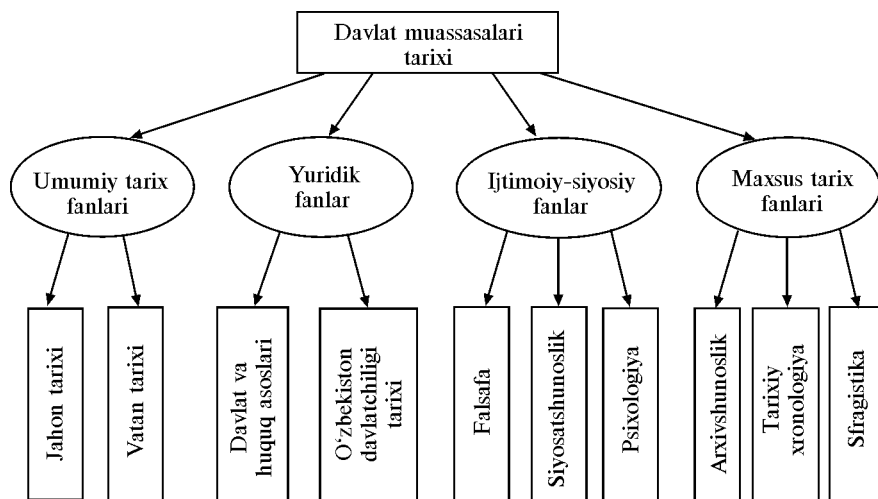 Davlat muassasalari
tarixi
Umumiy tarix
fanlari
Yuridik
fanlar
Ijtimoiy-siyosiy
fanlar
Maxsus tarix
fanlari
Jahon tarixi
Vatan tarixi
Davlat va
huquq asoslari
O‘zbekiston
davlatchiligi
tarixi
Falsafa
Siyosatshunoslik
Psixologiya
Arxivshunoslik
Tarixiy
xronologiya
Sfragistika